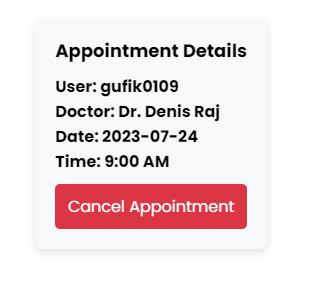 Appointment Details
User: gufik0109
Doctor: Dr. Denis Raj
Date: 2023-07-24
Time: 9:00 AM
Cancel Appointment